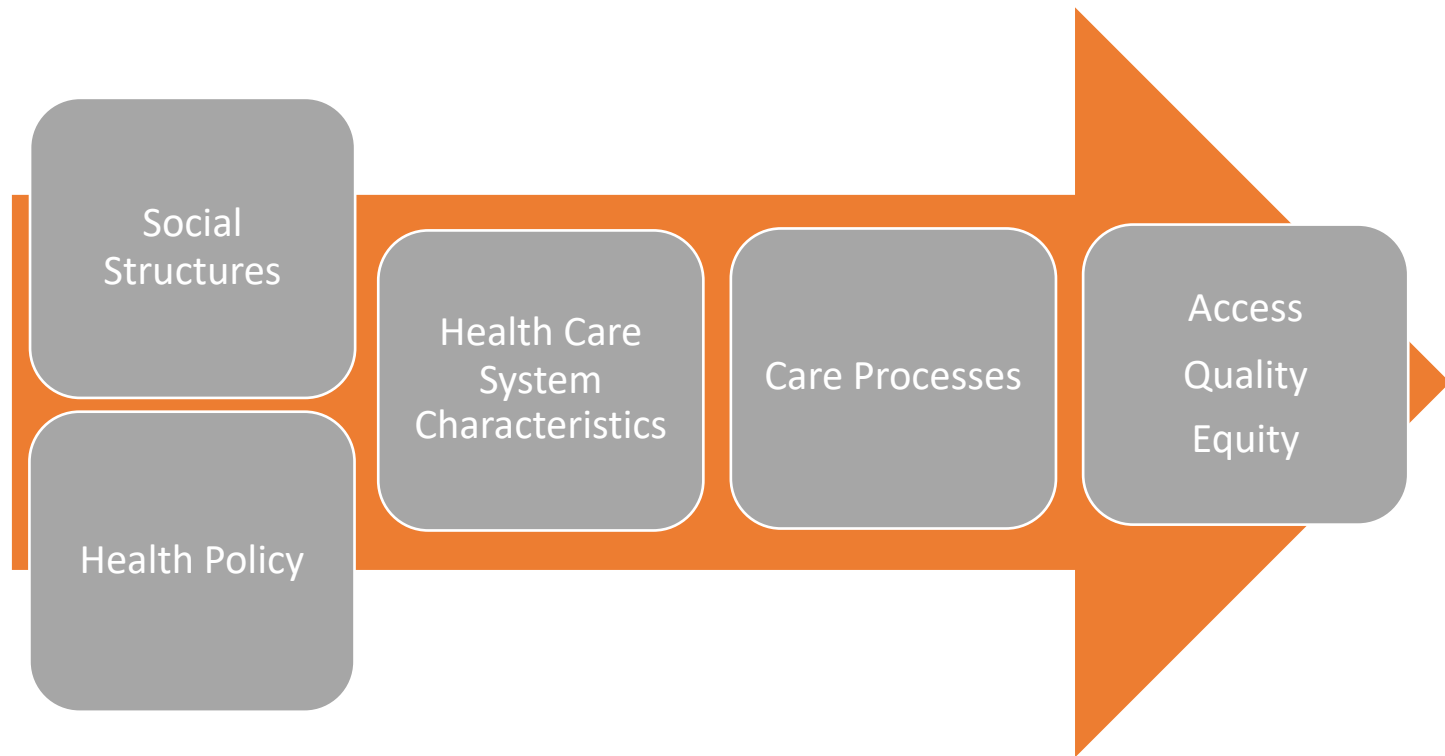 Social
Structures
Health Policy
Health Care
System
Characteristics
Care Processes
Access
Quality
Equity